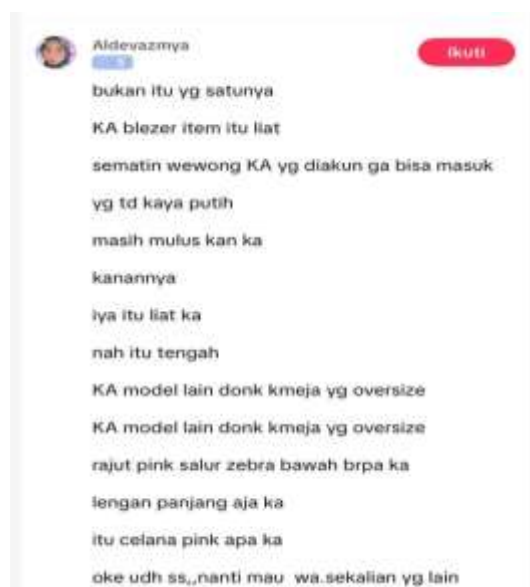 Aldevazmya
Ikuti
bukan itu yg satunya
KA blezer item itu liat
sematin wewong KA yg diakun ga bisa masuk
yg td kaya putih
masih mulus kan ka
kanannya
iya itu liat ka
nah itu tengah
KA model lain donk kmeja yg oversize
KA model lain donk kmeja yg oversize
rajut pink salur zebra bawah brpa ka
lengan panjang aja ka
itu celana pink apa ka
oke udh ss,,nanti mau wa.sekalian yg lain